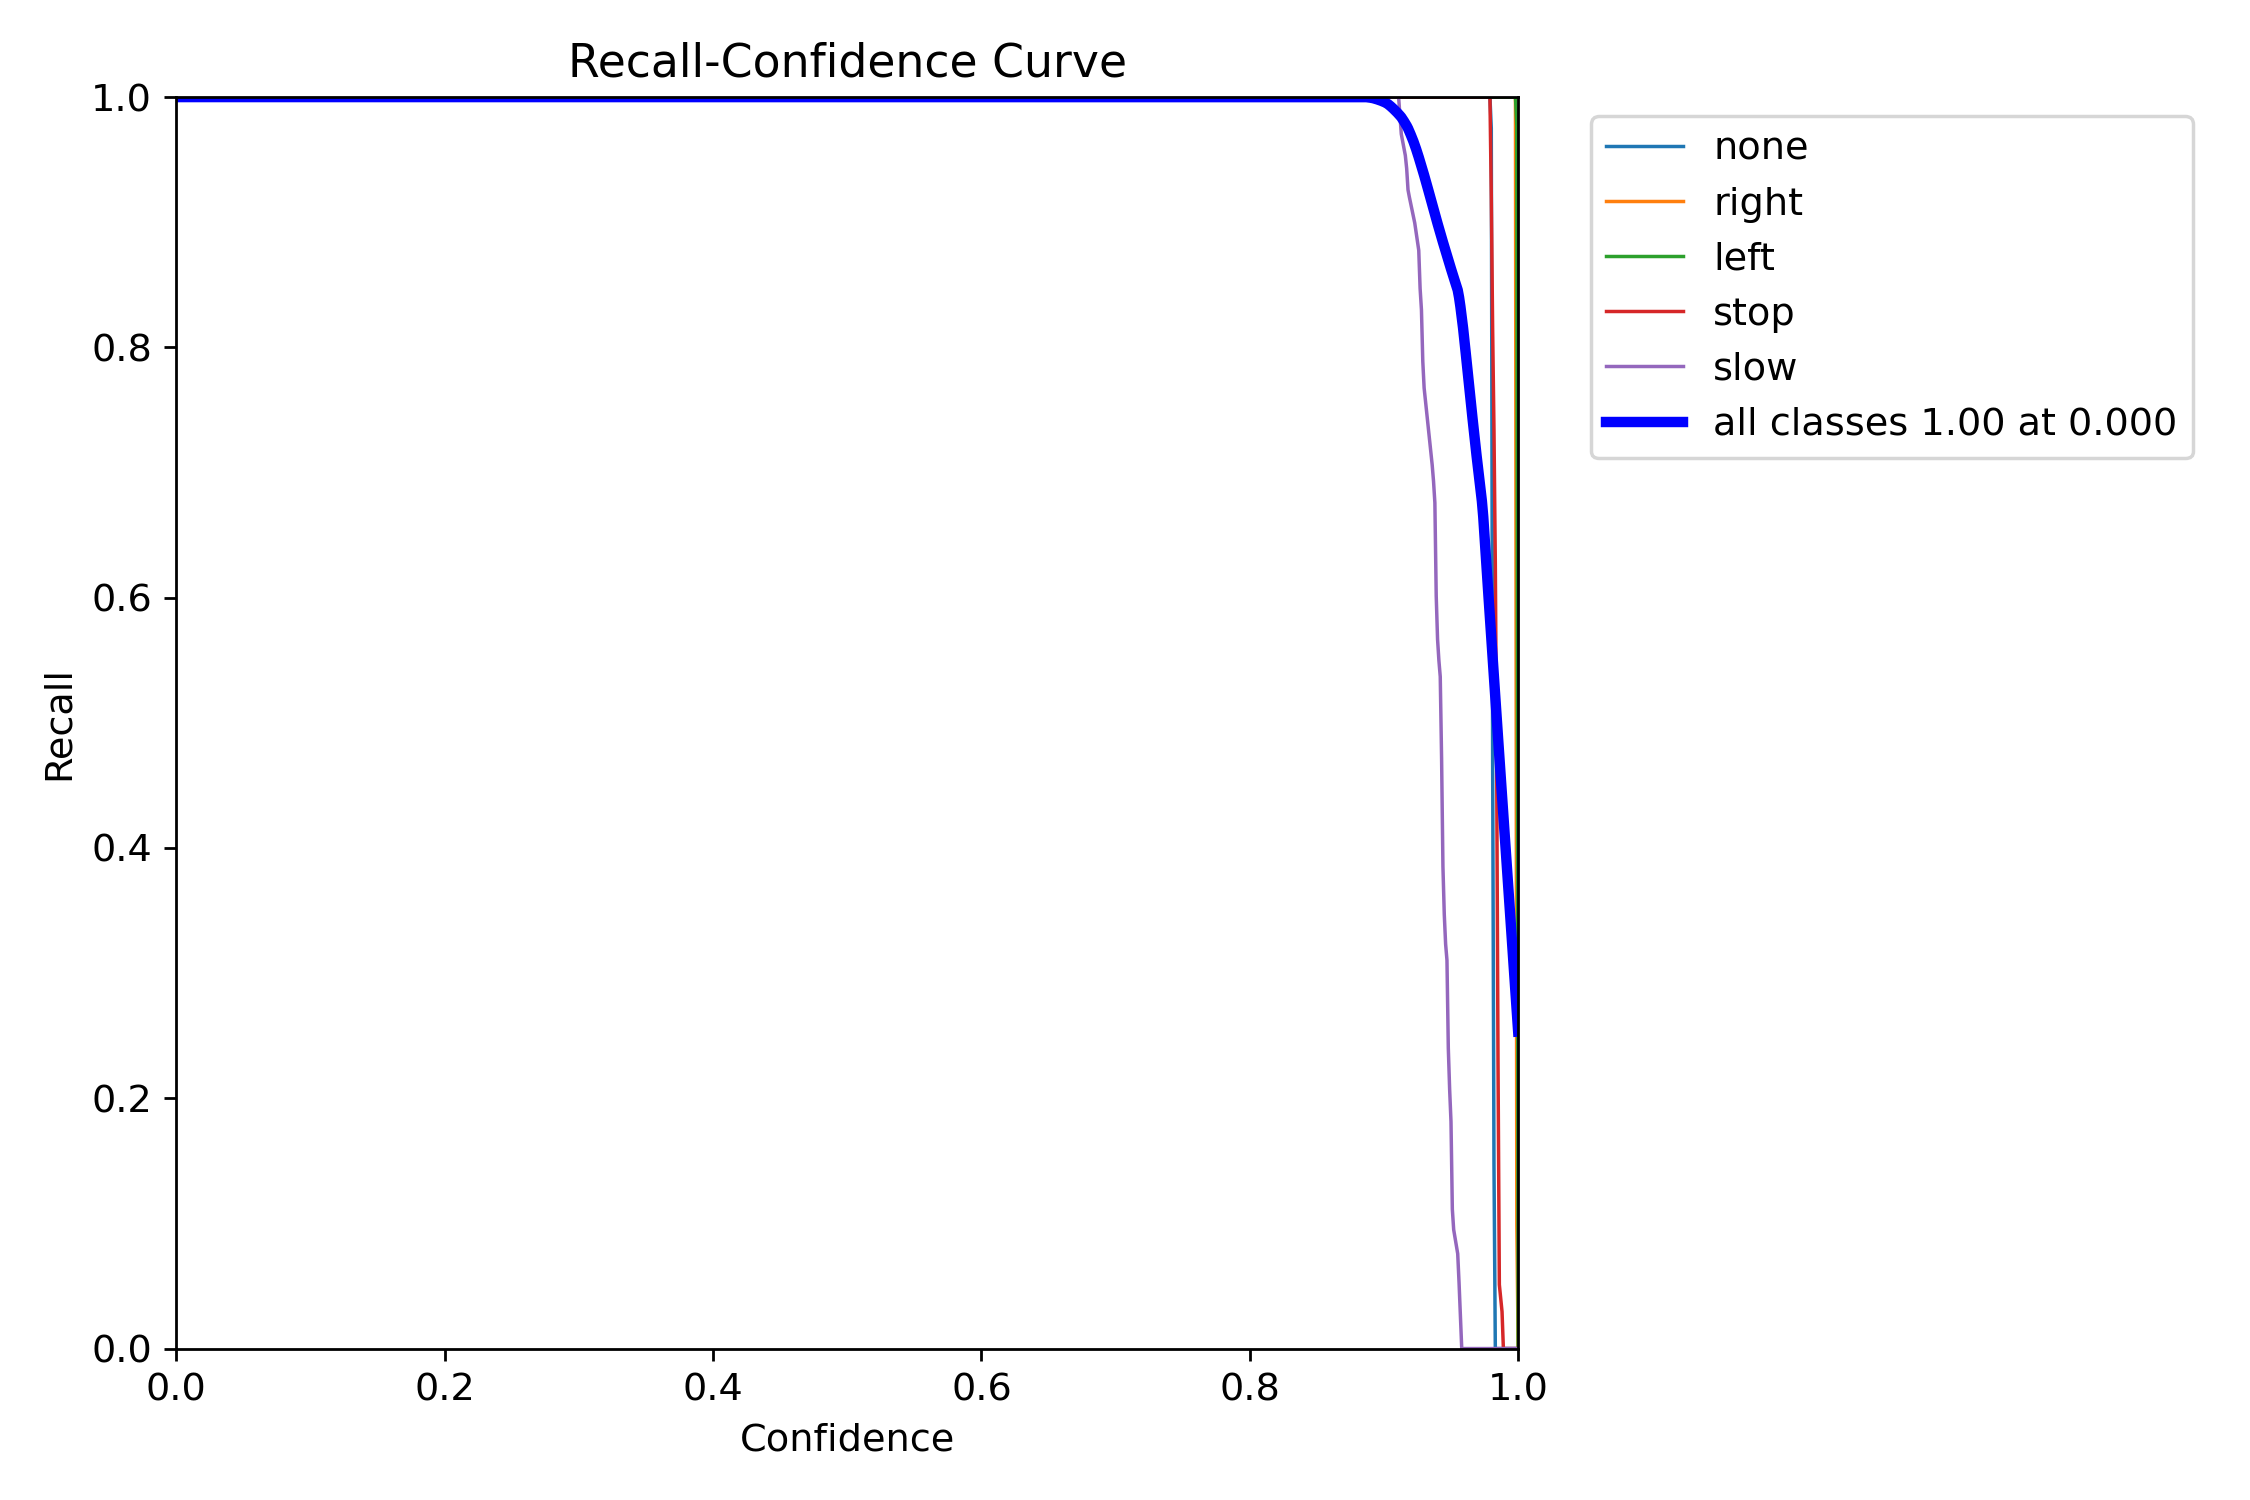 Recall-Confidence Curve
1.0
0.8
0.6
0.4
0.2
0.0
Recall
0.0 0.2 0.4 0.6 0.8 1.0
Confidence
none
right
left
stop
slow
all classes 1.00 at 0.000